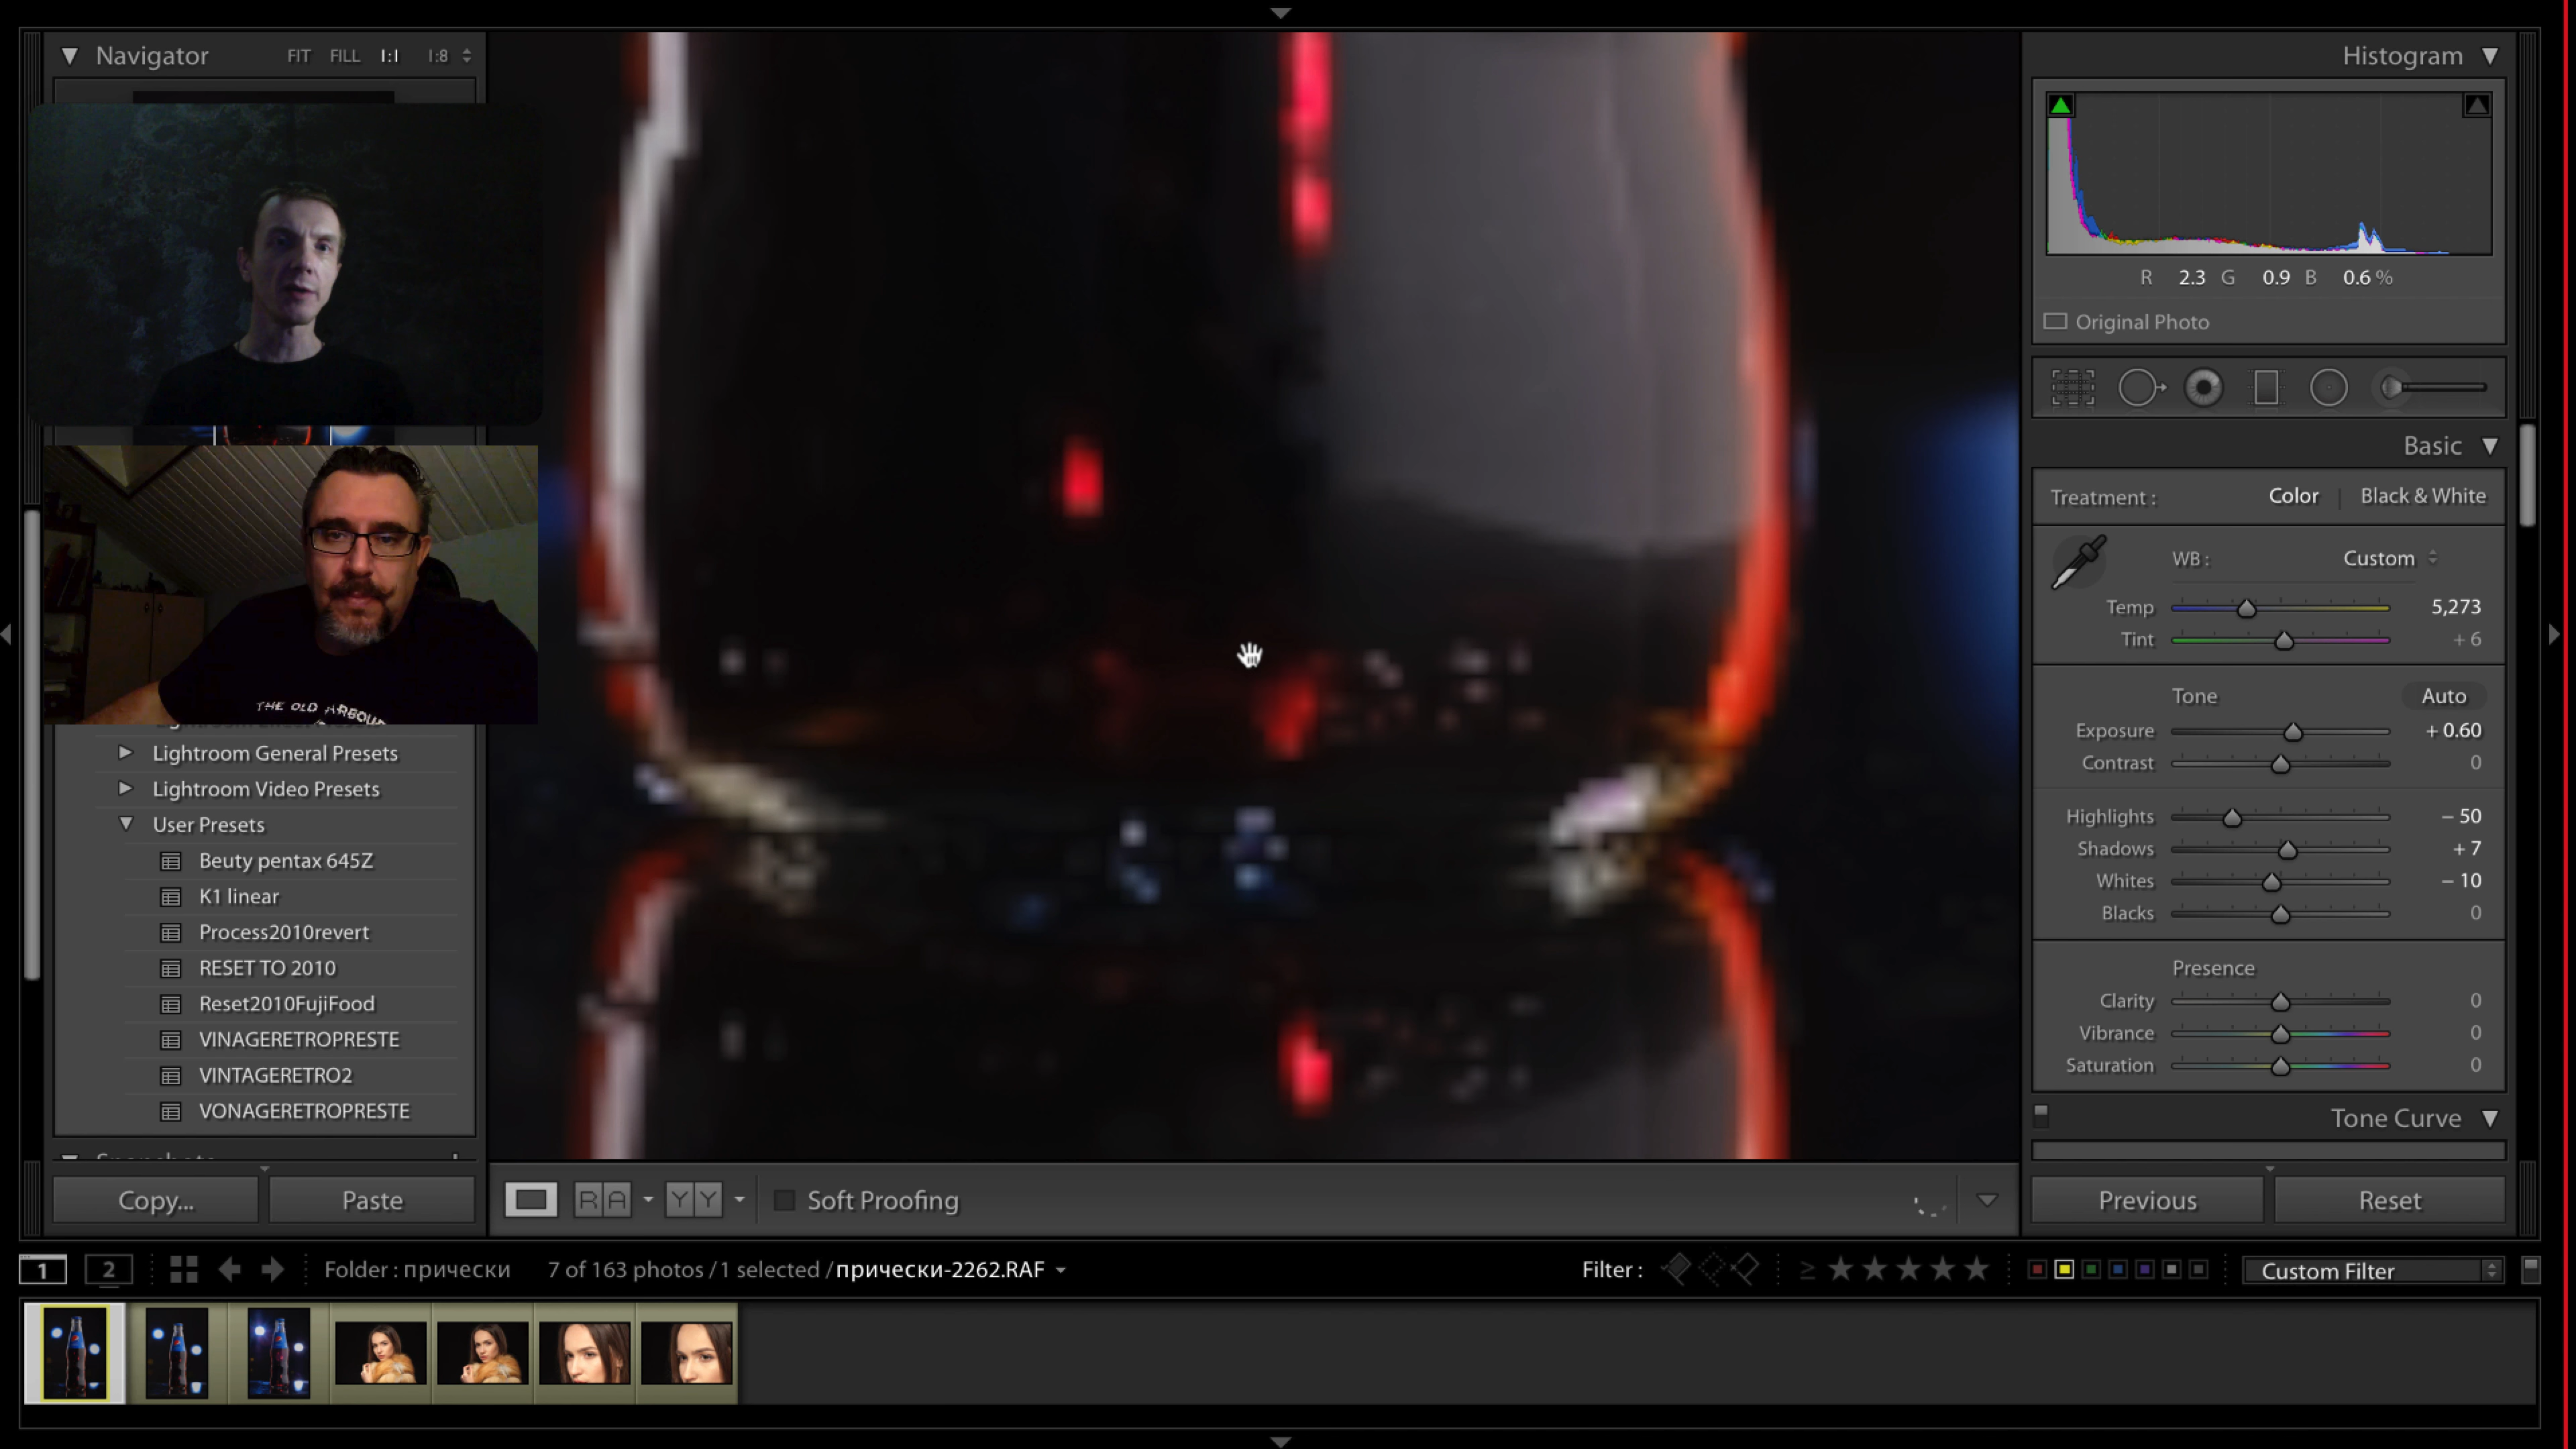 Navigator FIT FILL 1:1 1:8
Histogram
R 2.3 G 0.9 B 0.6 %
Original Photo
Basic
Treatment : Color Black & White
WB : Custom
Temp 5,273
Tint + 6
Tone Auto
Exposure + 0.60
Contrast 0
Highlights – 50
Shadows + 7
Whites – 10
Blacks 0
Presence
Clarity 0
Vibrance 0
Saturation 0
Tone Curve
Previous Reset
THE OLD ARBOU
Lightroom General Presets
Lightroom Video Presets
User Presets
Beuty pentax 645Z
K1 linear
Process2010revert
RESET TO 2010
Reset2010FujiFood
VINAGERETROPRESTE
VINTAGERETRO2
VONAGERETROPRESTE
Copy... Paste
RA YY Soft Proofing
1 2 Folder : прически 7 of 163 photos / 1 selected / прически-2262.RAF Filter : ≥ Custom Filter